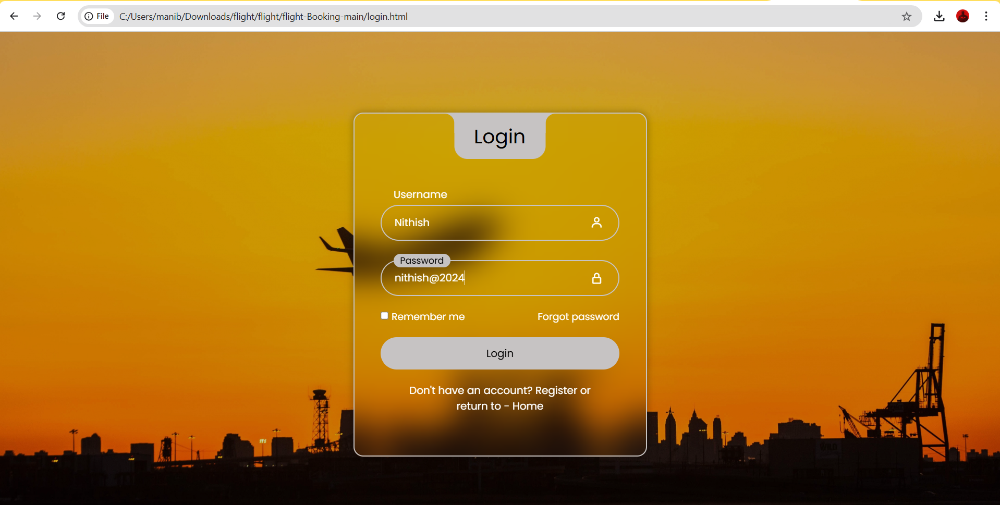 File C:/Users/manib/Downloads/flight/flight/flight-Booking-main/login.html
Login
Username
Nithish
Password
nithish@2024
Remember me Forgot password
Login
Don't have an account? Register or
return to - Home